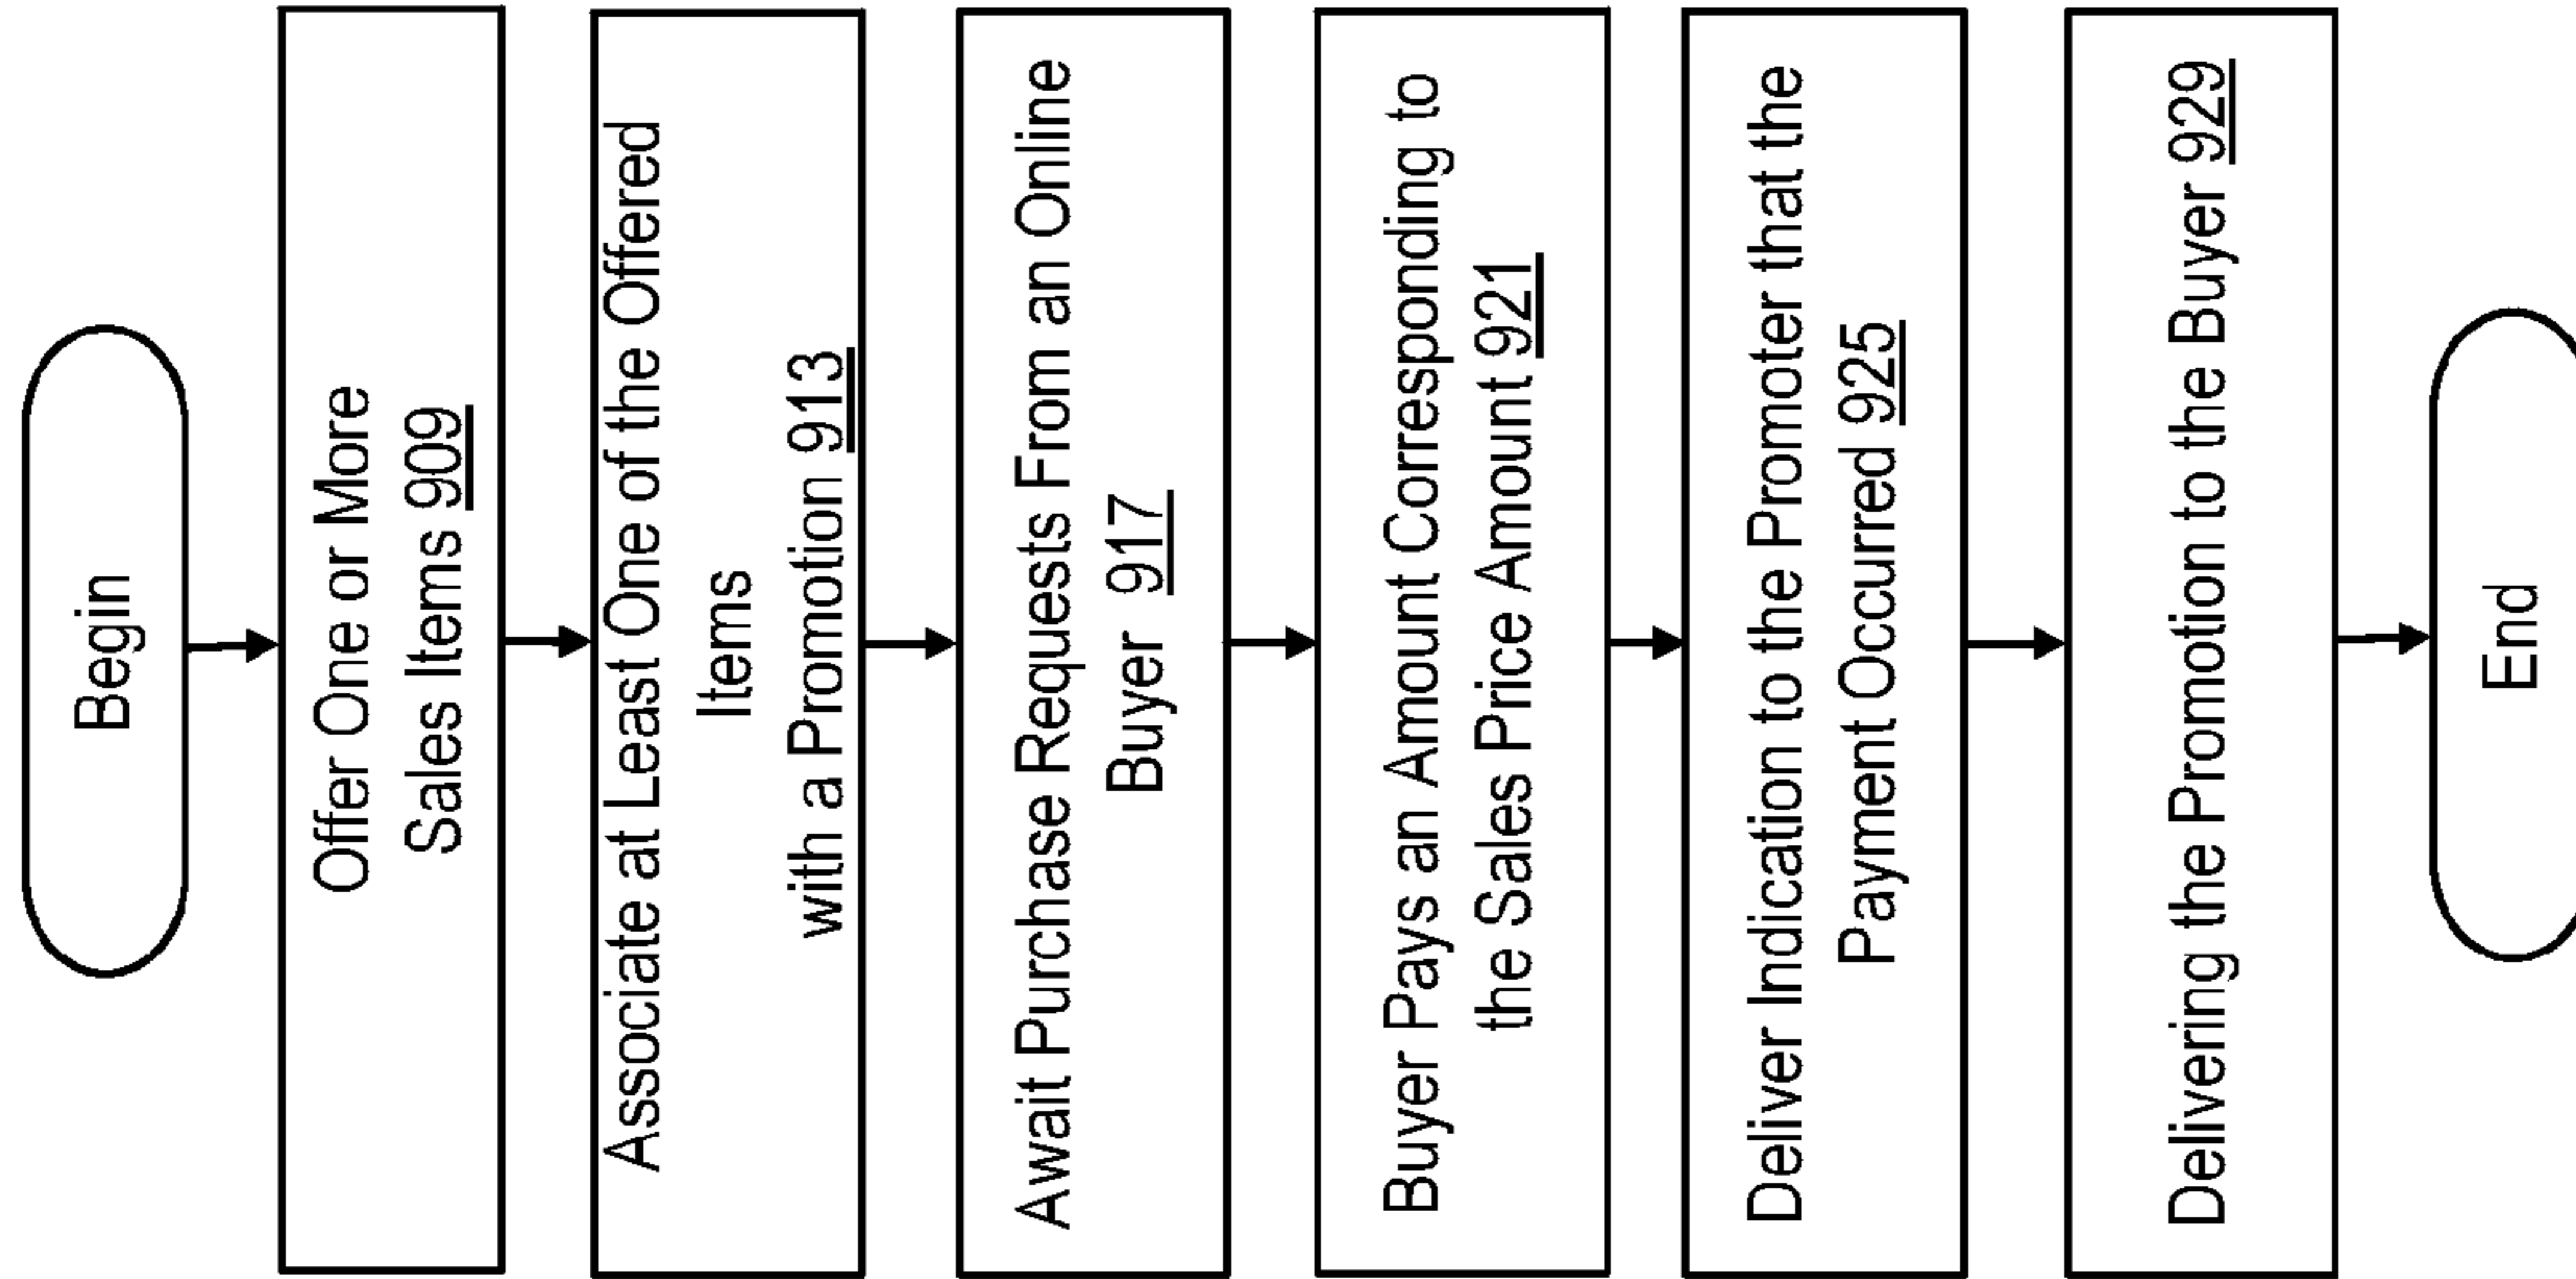 Begin
Offer One or More
Sales Items 909
Associate at Least One of the Offered
Items
with a Promotion 913
Await Purchase Requests From an Online
Buyer 917
Buyer Pays an Amount Corresponding to
the Sales Price Amount 921
Deliver Indication to the Promoter that the
Payment Occurred 925
Delivering the Promotion to the Buyer 929
End